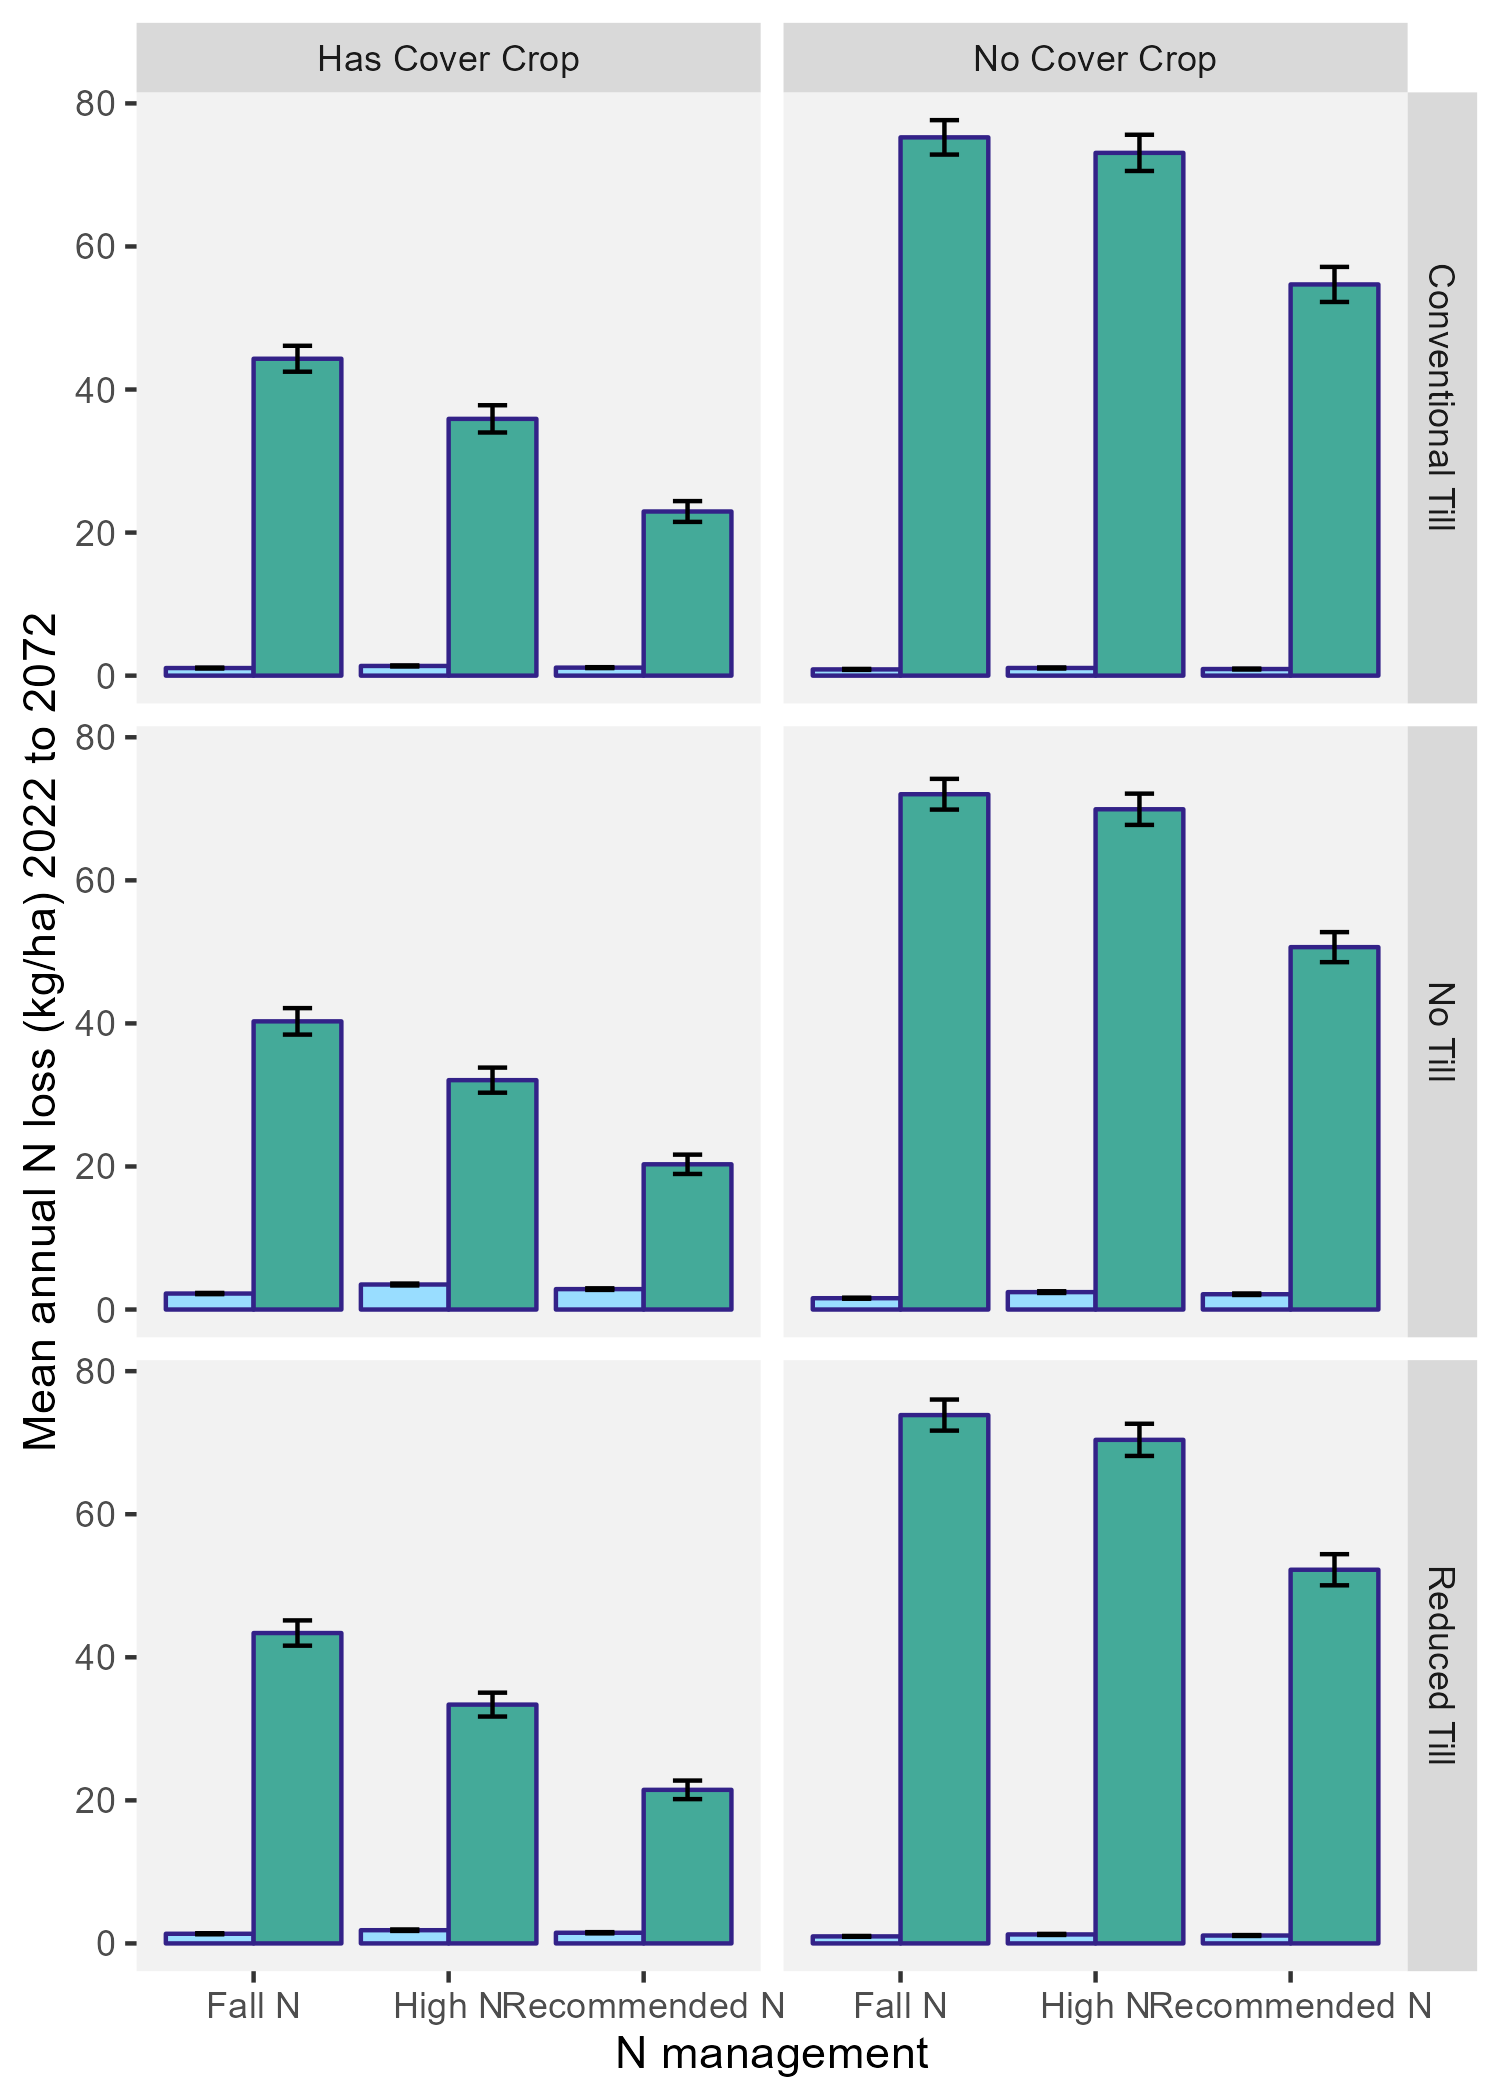 Has Cover Crop
No Cover Crop
Mean annual N loss (kg/ha) 2022 to 2072
80
60
40
20
0
Conventional Till
80
60
40
20
0
No Till
80
60
40
20
0
Reduced Till
Fall N
High N
Recommended N
Fall N
High N
Recommended N
N management